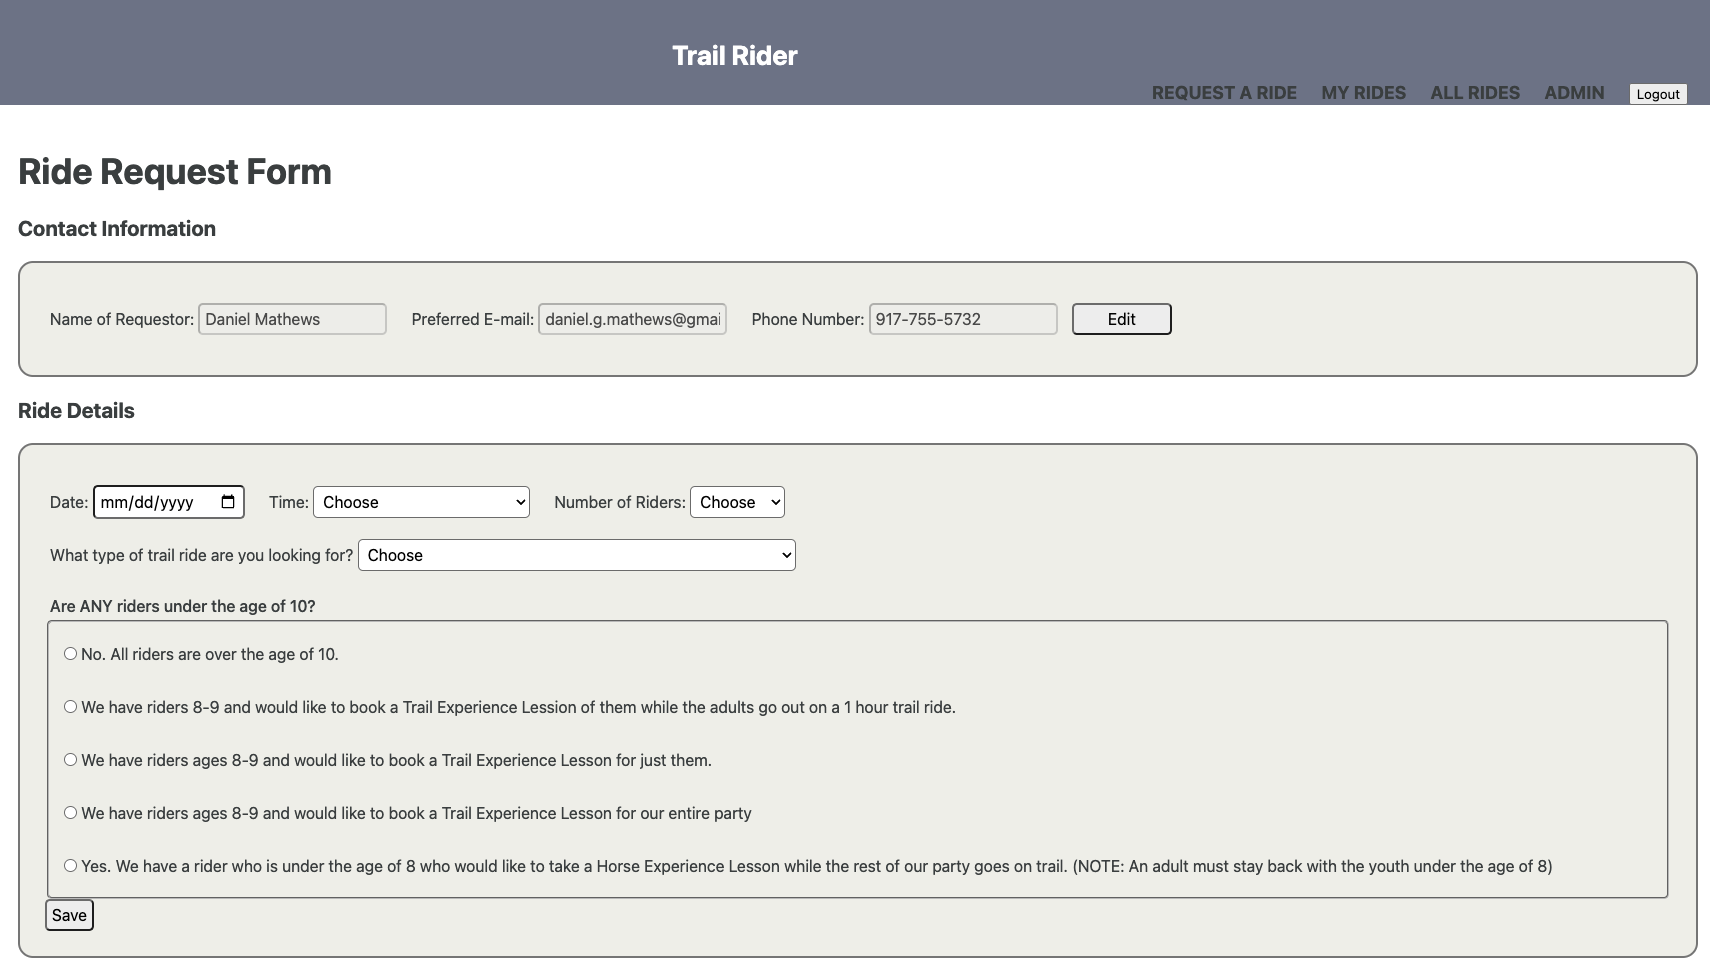 Trail Rider
REQUEST A RIDE MY RIDES ALL RIDES ADMIN Logout
Ride Request Form
Contact Information
Name of Requestor: Daniel Mathews Preferred E-mail: daniel.g.mathews@gmai Phone Number: 917-755-5732 Edit
Ride Details
Date: mm/dd/yyyy Time: Choose Number of Riders: Choose
What type of trail ride are you looking for? Choose
Are ANY riders under the age of 10?
No. All riders are over the age of 10.
We have riders 8-9 and would like to book a Trail Experience Lession of them while the adults go out on a 1 hour trail ride.
We have riders ages 8-9 and would like to book a Trail Experience Lesson for just them.
We have riders ages 8-9 and would like to book a Trail Experience Lesson for our entire party
Yes. We have a rider who is under the age of 8 who would like to take a Horse Experience Lesson while the rest of our party goes on trail. (NOTE: An adult must stay back with the youth under the age of 8)
Save